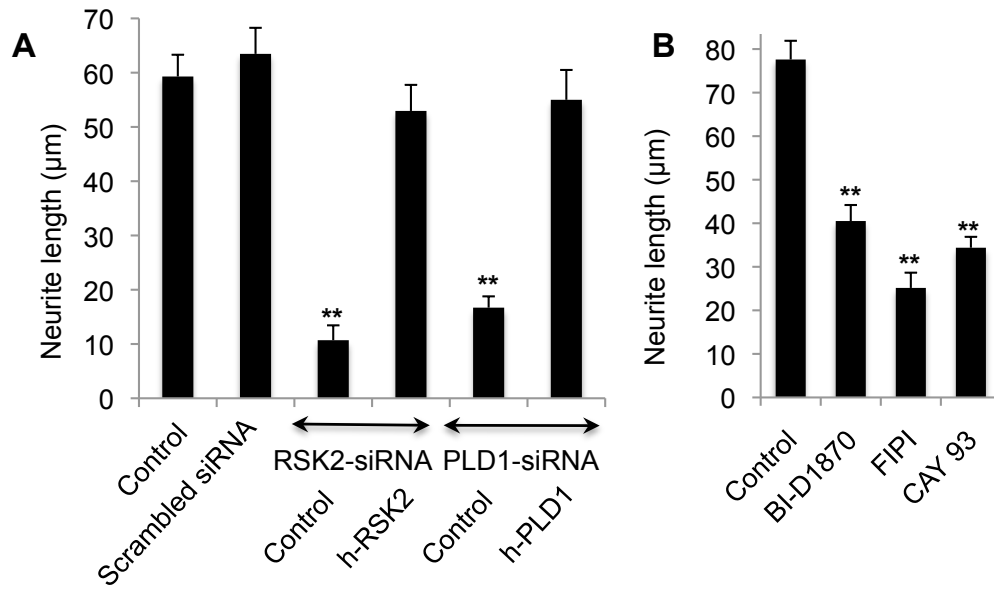 A
Neurite length (µm)
70
60
50
40
30
20
10
0
**
**
Control
Scrambled siRNA
RSK2-siRNA PLD1-siRNA
Control
h-RSK2
Control
h-PLD1
B
Neurite length (µm)
80
70
60
50
40
30
20
10
0
**
**
**
Control
BI-D1870
FIPI
CAY 93